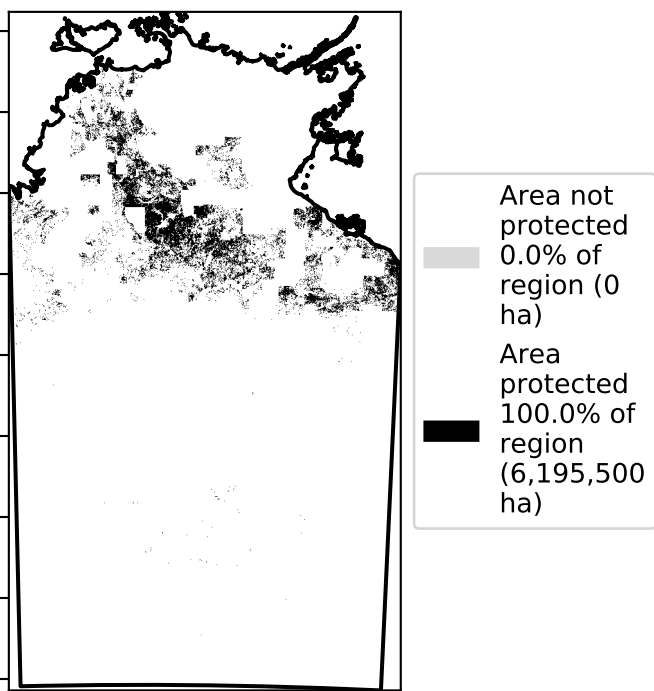 Area not
protected
0.0% of
region (0
ha)
Area
protected
100.0% of
region
(6,195,500
ha)